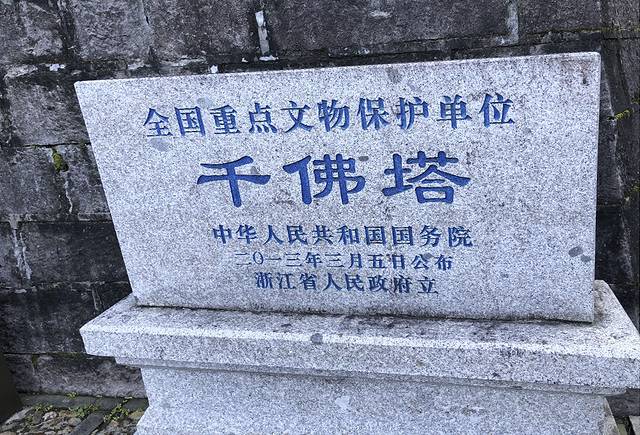 全国重点文物保护单位
千佛塔
中华人民共和国国务院
二〇一三年三月五日公布
浙江省人民政府立